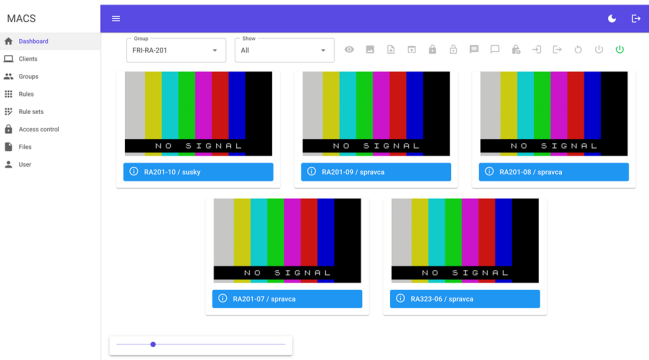 MACS
Group
Show
FRI-RA-201
All
Dashboard
Clients
Groups
Rules
Rule sets
Access control
Files
User
NO SIGNAL
NO SIGNAL
NO SIGNAL
RA201-10 / susky
RA201-09 / spravca
RA201-08 / spravca
NO SIGNAL
NO SIGNAL
RA201-07 / spravca
RA323-06 / spravca